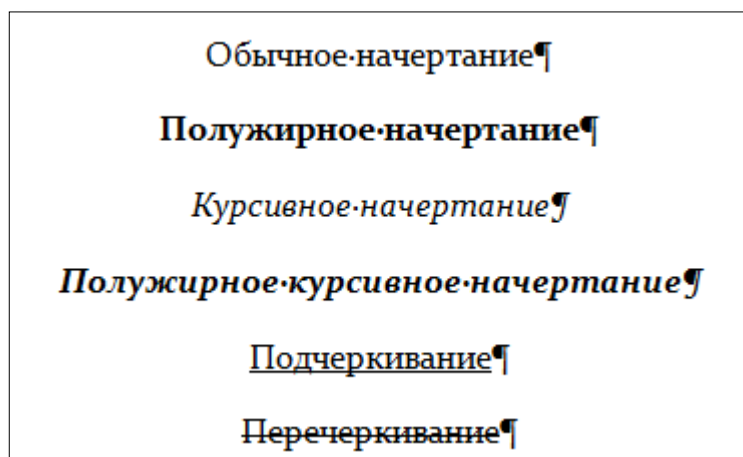 Обычное·начертание¶
Полужирное·начертание¶
Курсивное·начертание¶
Полужирное·курсивное·начертание¶
Подчеркивание¶
Перечеркивание¶